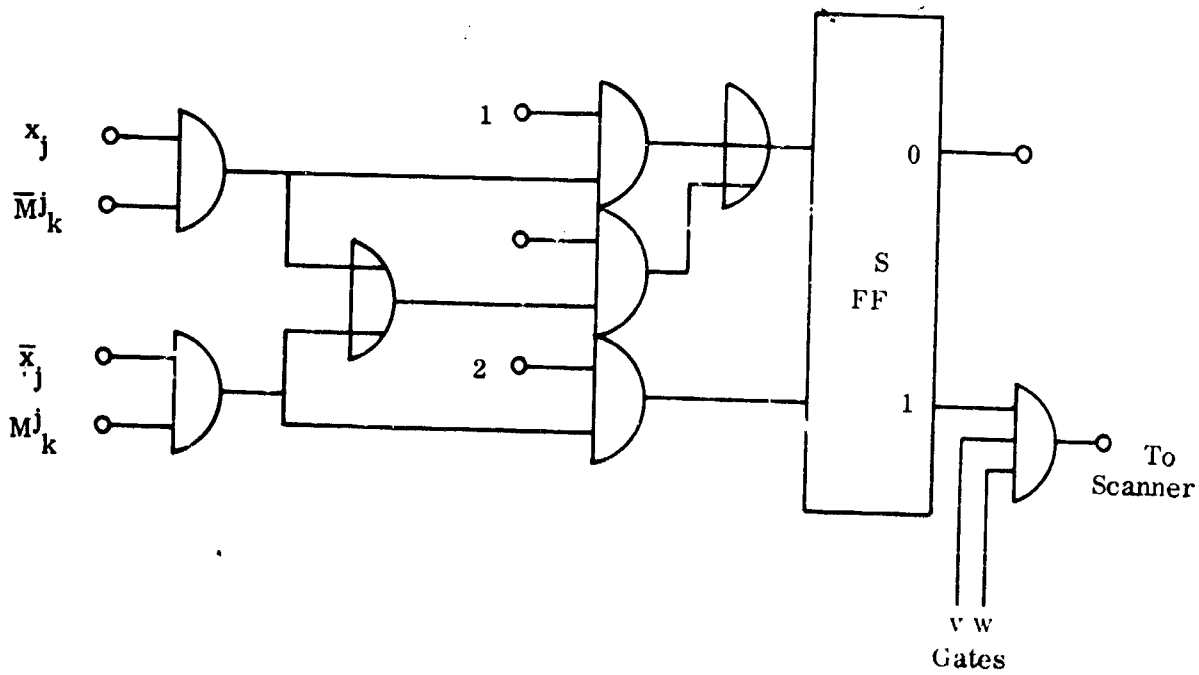 x_j
M̅^j_k
1
0
S
FF
x̅_j
M^j_k
2
1
To
Scanner
v w
Gates